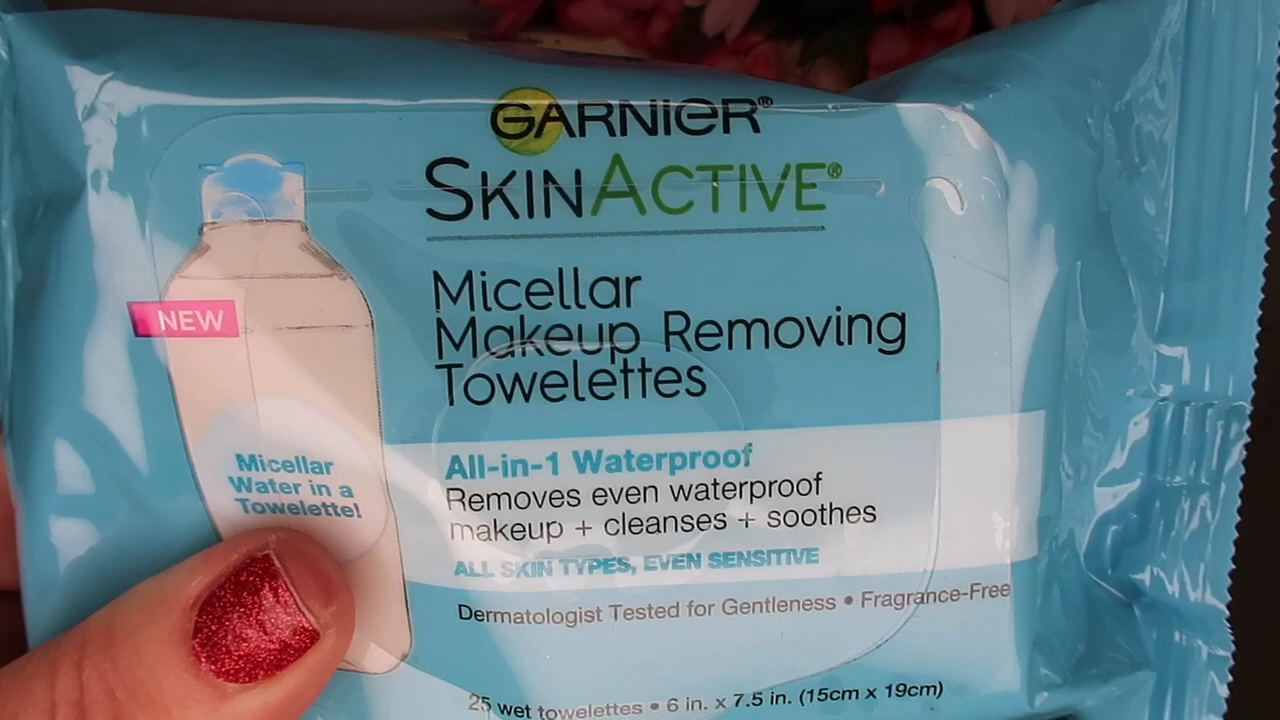 GARNIER®
SKINACTIVE®
Micellar
Makeup Removing
Towelettes
NEW
Micellar
Water in a
Towelette!
All-in-1 Waterproof
Removes even waterproof
makeup + cleanses + soothes
ALL SKIN TYPES, EVEN SENSITIVE
Dermatologist Tested for Gentleness • Fragrance-Free
25 wet towelettes • 6 in. x 7.5 in. (15cm x 19cm)